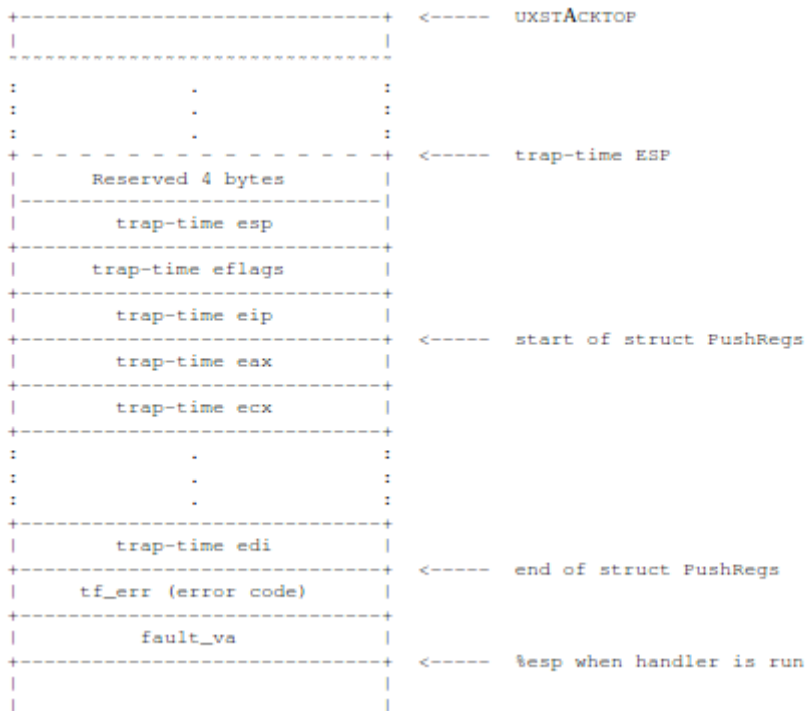 +------------------------------+ <----- UXSTACKTOP
| |
~~~~~~~~~~~~~~~~~~~~~~~~~~~~~~~~
: . :
: . :
: . :
+ - - - - - - - - - - - - - - -+ <----- trap-time ESP
| Reserved 4 bytes |
|------------------------------|
| trap-time esp |
+------------------------------+
| trap-time eflags |
+------------------------------+
| trap-time eip |
+------------------------------+ <----- start of struct PushRegs
| trap-time eax |
+------------------------------+
| trap-time ecx |
+------------------------------+
: . :
: . :
: . :
+------------------------------+
| trap-time edi |
+------------------------------+ <----- end of struct PushRegs
| tf_err (error code) |
+------------------------------+
| fault_va |
+------------------------------+ <----- %esp when handler is run
| |
| |